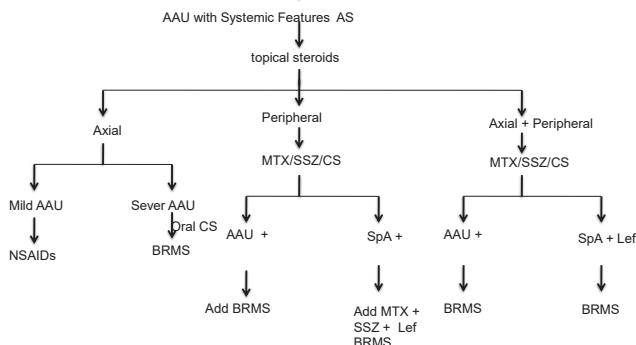 AAU with Systemic Features AS
topical steroids
Axial
Peripheral
Axial + Peripheral
MTX/SSZ/CS
MTX/SSZ/CS
Mild AAU
Sever AAU
Oral CS
AAU +
SpA +
AAU +
SpA + Lef
NSAIDs
BRMS
Add BRMS
Add MTX +
SSZ + Lef
BRMS
BRMS
BRMS